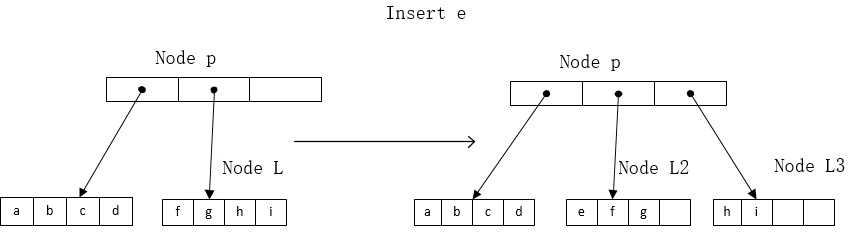 Insert e
Node p
Node p
Node L
Node L2
Node L3
a b c d
f g h i
a b c d
e f g
h i